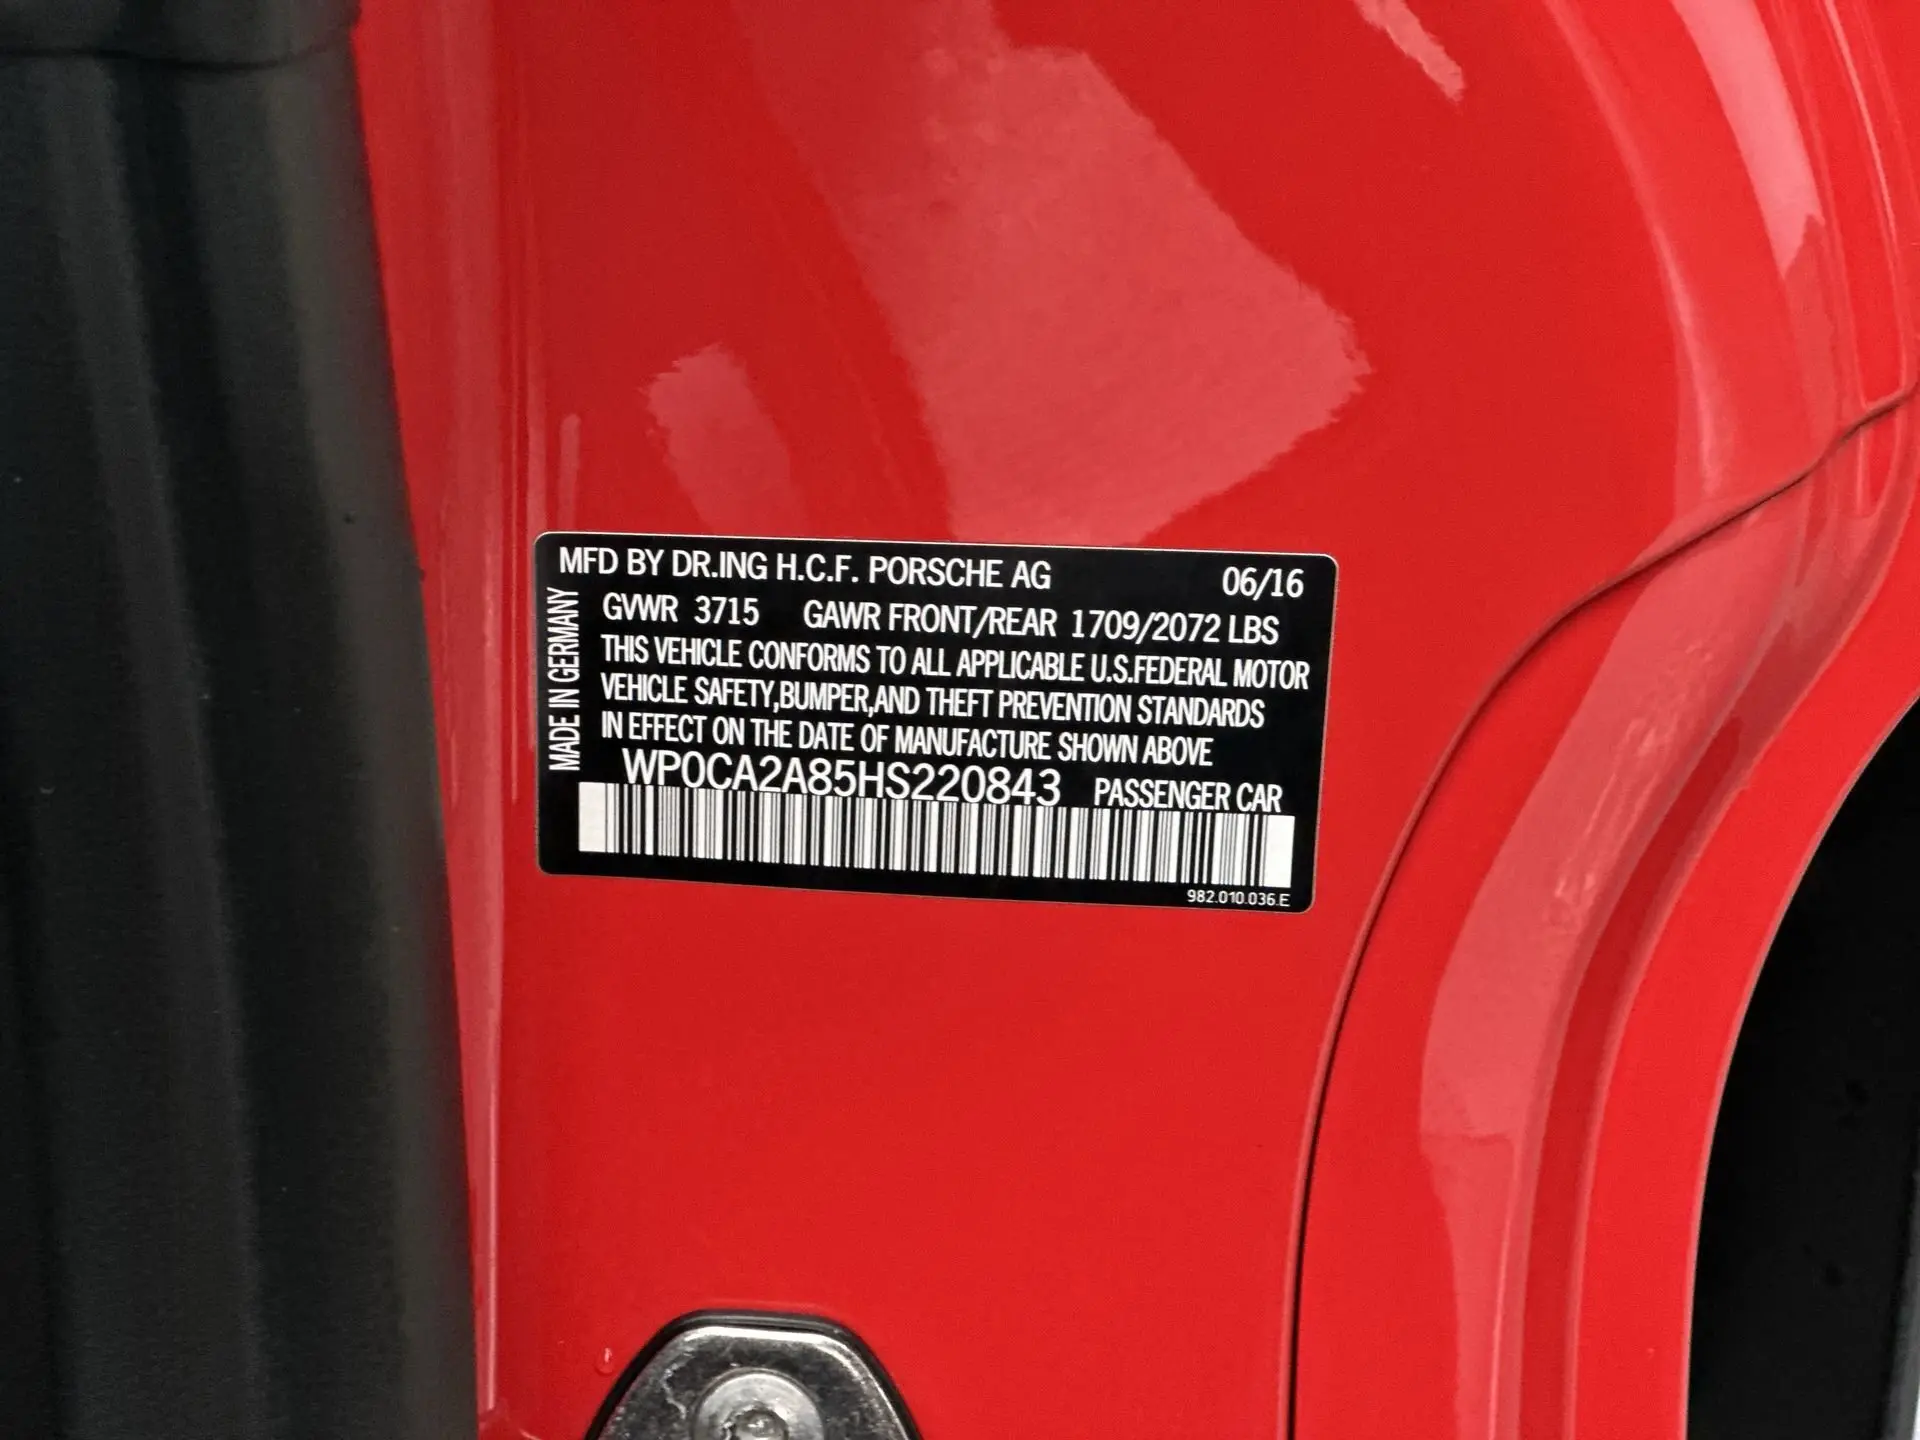 MFD BY DR.ING H.C.F. PORSCHE AG 06/16
MADE IN GERMANY
GVWR 3715 GAWR FRONT/REAR 1709/2072 LBS
THIS VEHICLE CONFORMS TO ALL APPLICABLE U.S.FEDERAL MOTOR
VEHICLE SAFETY,BUMPER,AND THEFT PREVENTION STANDARDS
IN EFFECT ON THE DATE OF MANUFACTURE SHOWN ABOVE
WP0CA2A85HS220843 PASSENGER CAR
982.010.036.E